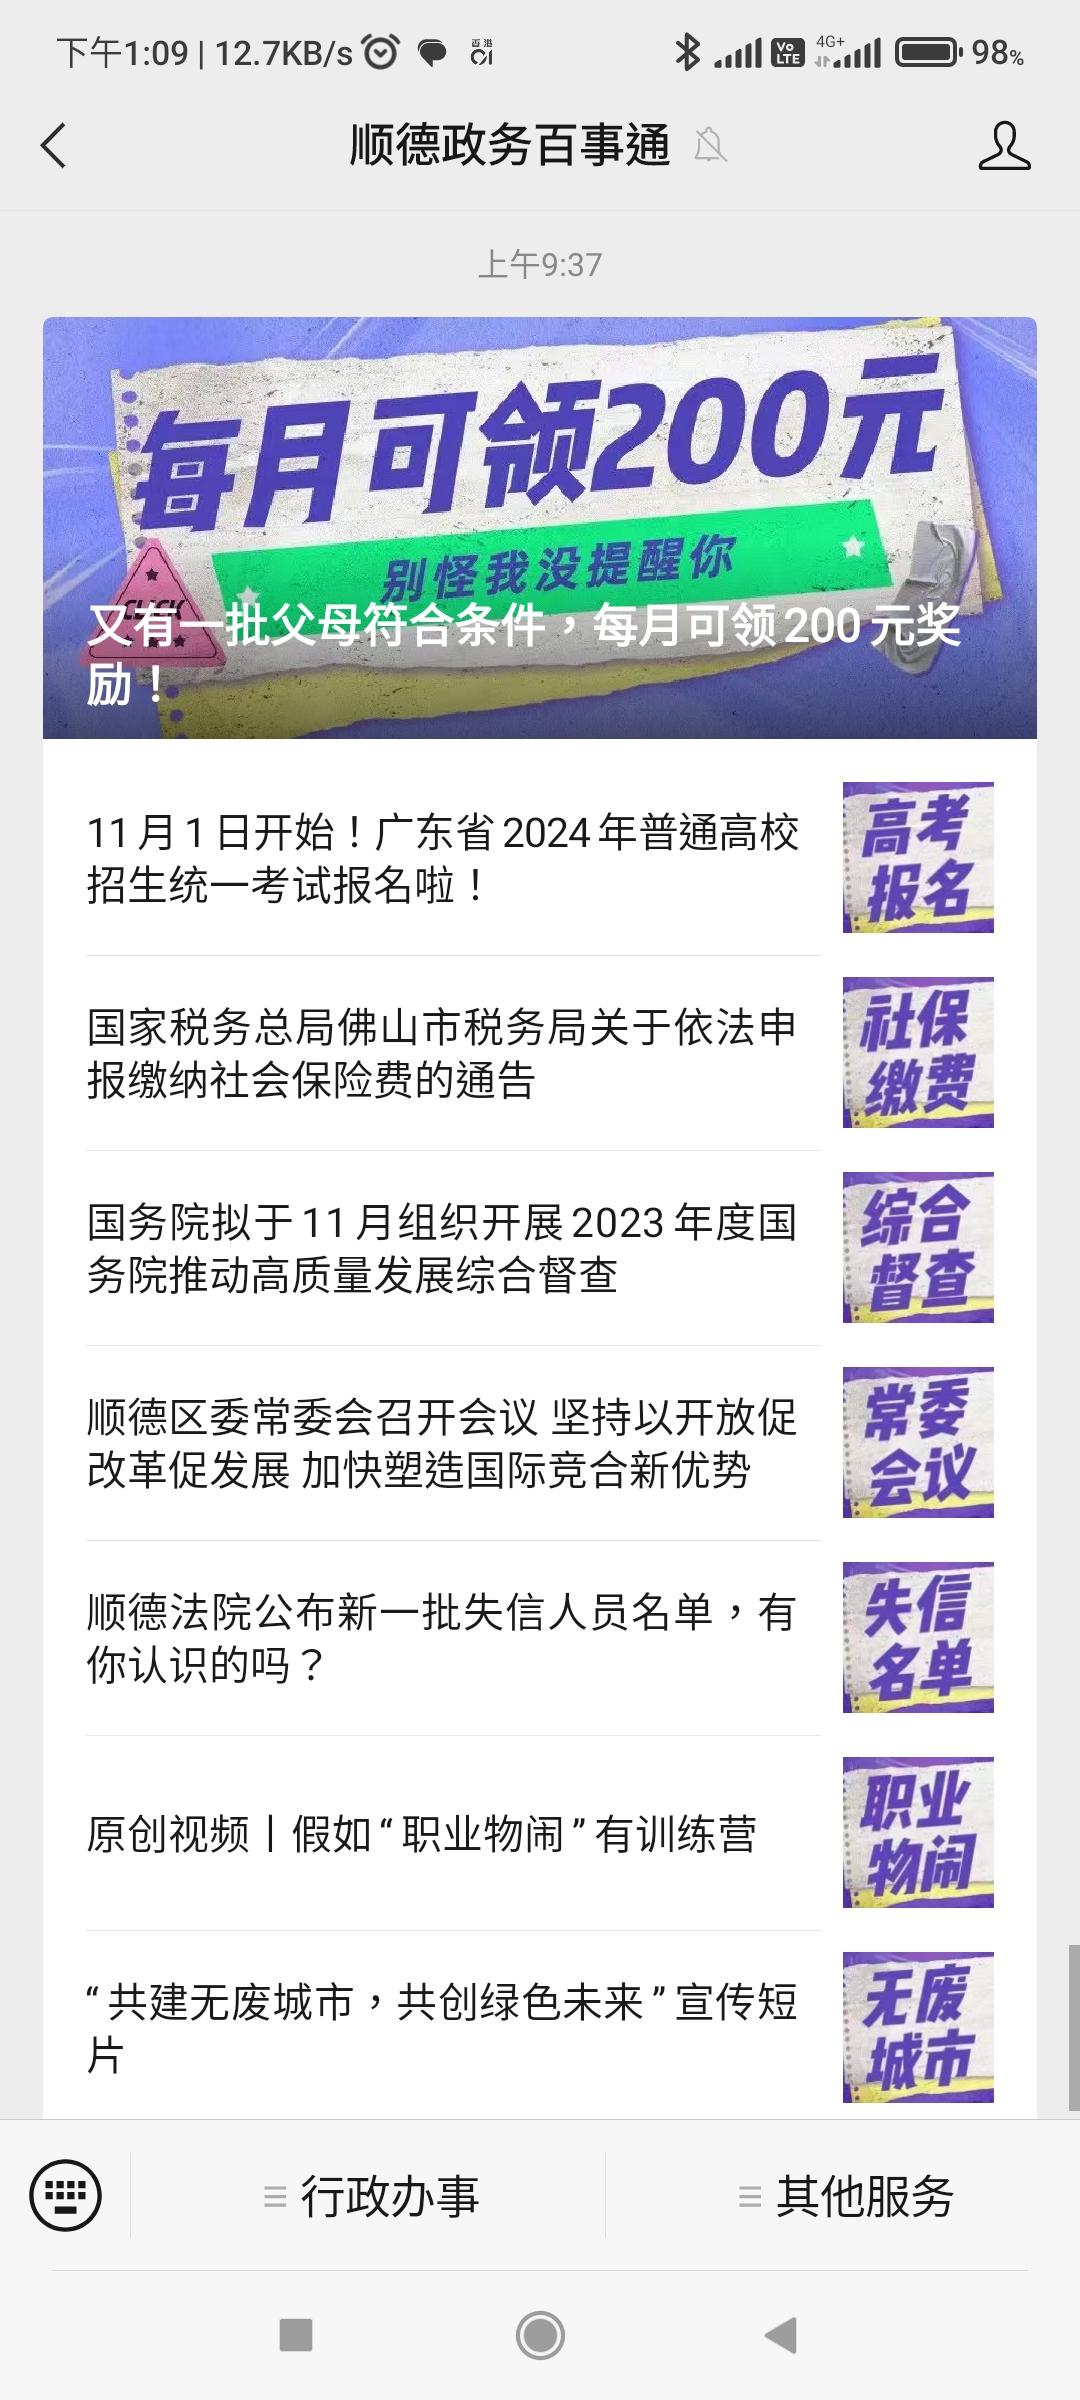 下午1:09 | 12.7KB/s
4G+
Vo
LTE
98%
顺德政务百事通
上午9:37
每月可领200元
别怪我没提醒你
CLICK
又有一批父母符合条件，每月可领200元奖
励！
11月1日开始！广东省2024年普通高校
招生统一考试报名啦！
高考
报名
国家税务总局佛山市税务局关于依法申
报缴纳社会保险费的通告
社保
缴费
国务院拟于11月组织开展2023年度国
务院推动高质量发展综合督查
综合
督查
顺德区委常委会召开会议 坚持以开放促
改革促发展 加快塑造国际竞合新优势
常委
会议
顺德法院公布新一批失信人员名单，有
你认识的吗？
失信
名单
原创视频丨假如“职业物闹”有训练营
职业
物闹
“共建无废城市，共创绿色未来”宣传短
片
无废
城市
行政办事
其他服务